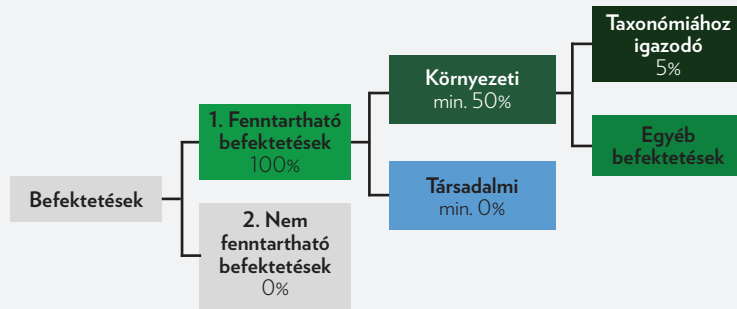 Befektetések
1. Fenntartható
befektetések
100%
2. Nem
fenntartható
befektetések
0%
Környezeti
min. 50%
Társadalmi
min. 0%
Taxonómiához
igazodó
5%
Egyéb
befektetések